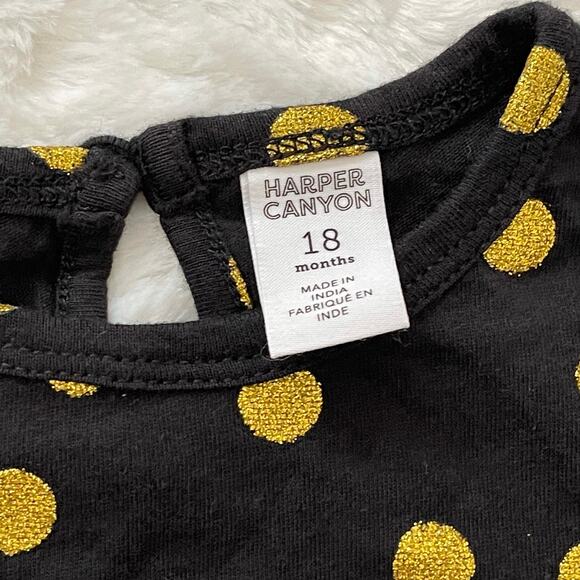 HARPER
CANYON
18
months
MADE IN
INDIA
FABRIQUÉ EN
INDE